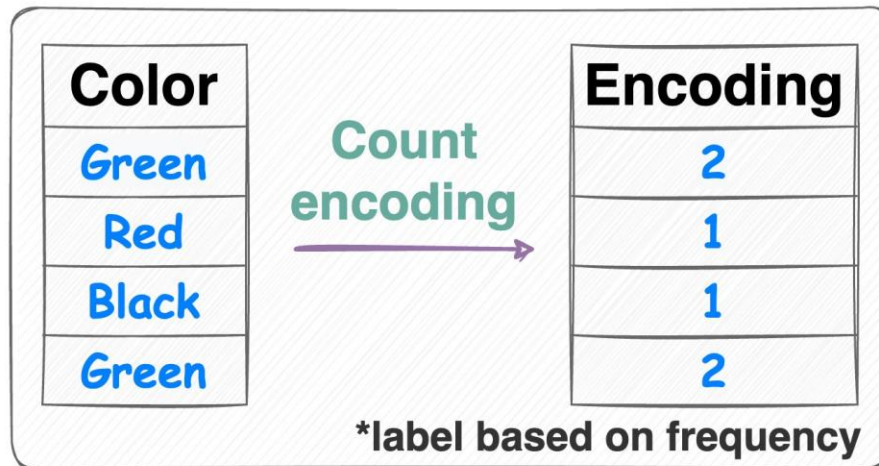 Color
Green
Red
Black
Green
Count
encoding
Encoding
2
1
1
2
*label based on frequency